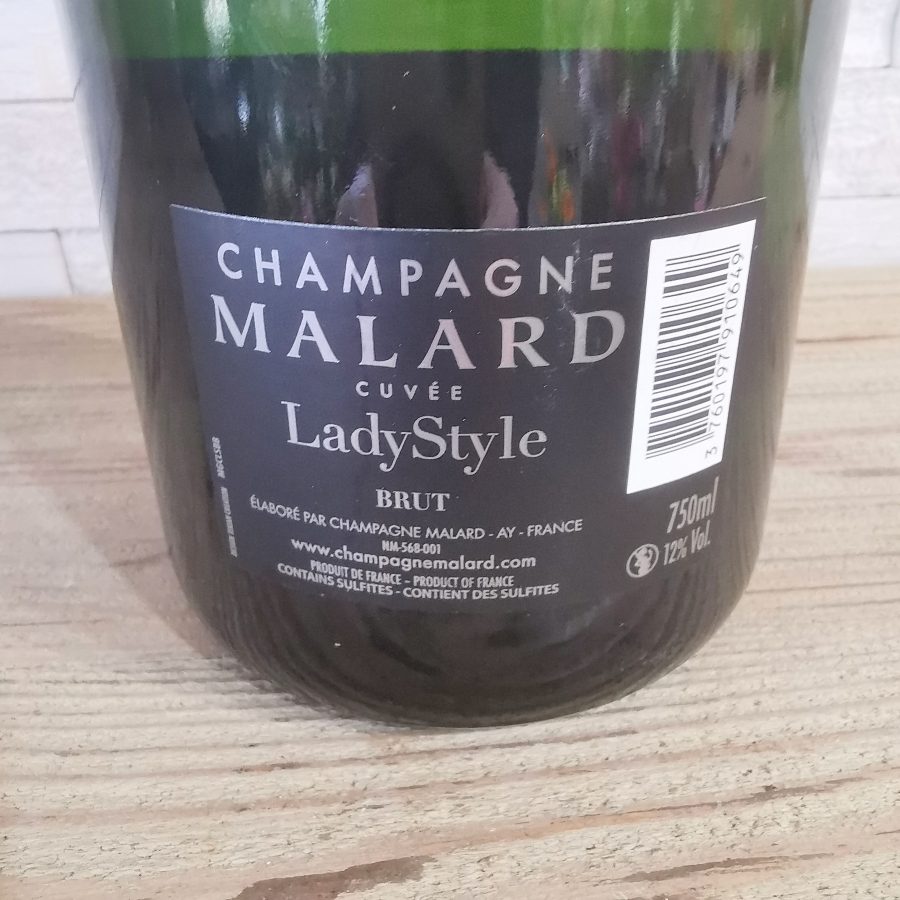 CHAMPAGNE
MALARD
CUVÉE
LadyStyle
BRUT
ÉLABORÉ PAR CHAMPAGNE MALARD - AY - FRANCE
NM-568-001
www.champagnemalard.com
PRODUIT DE FRANCE - PRODUCT OF FRANCE
CONTAINS SULFITES - CONTIENT DES SULFITES
3 760197 910649
750ml
12% Vol.